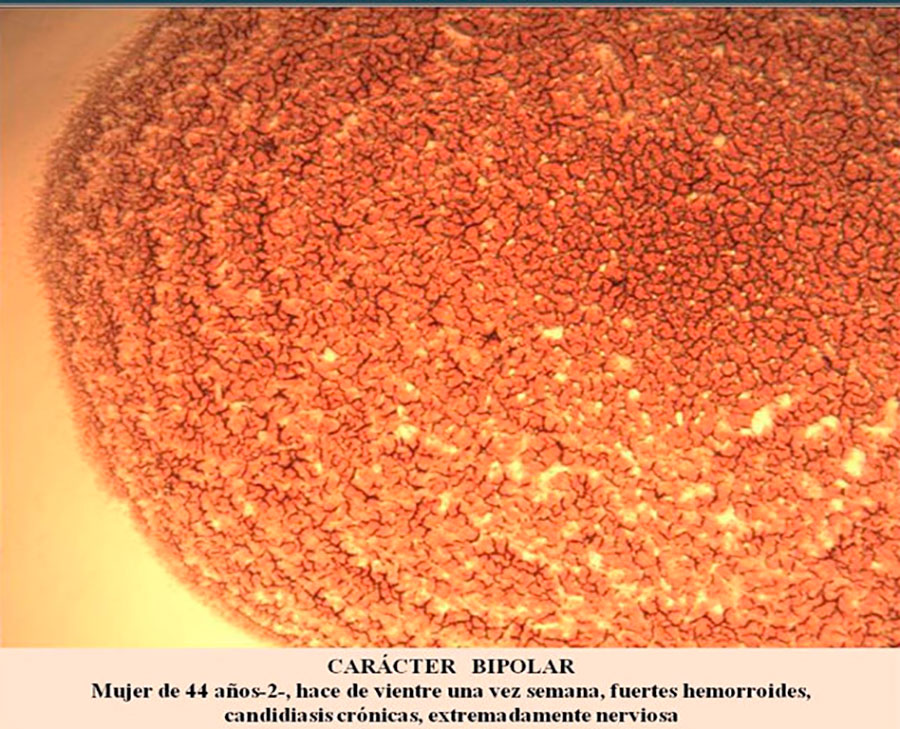 CARÁCTER BIPOLAR
Mujer de 44 años-2-, hace de vientre una vez semana, fuertes hemorroides,
candidiasis crónicas, extremadamente nerviosa